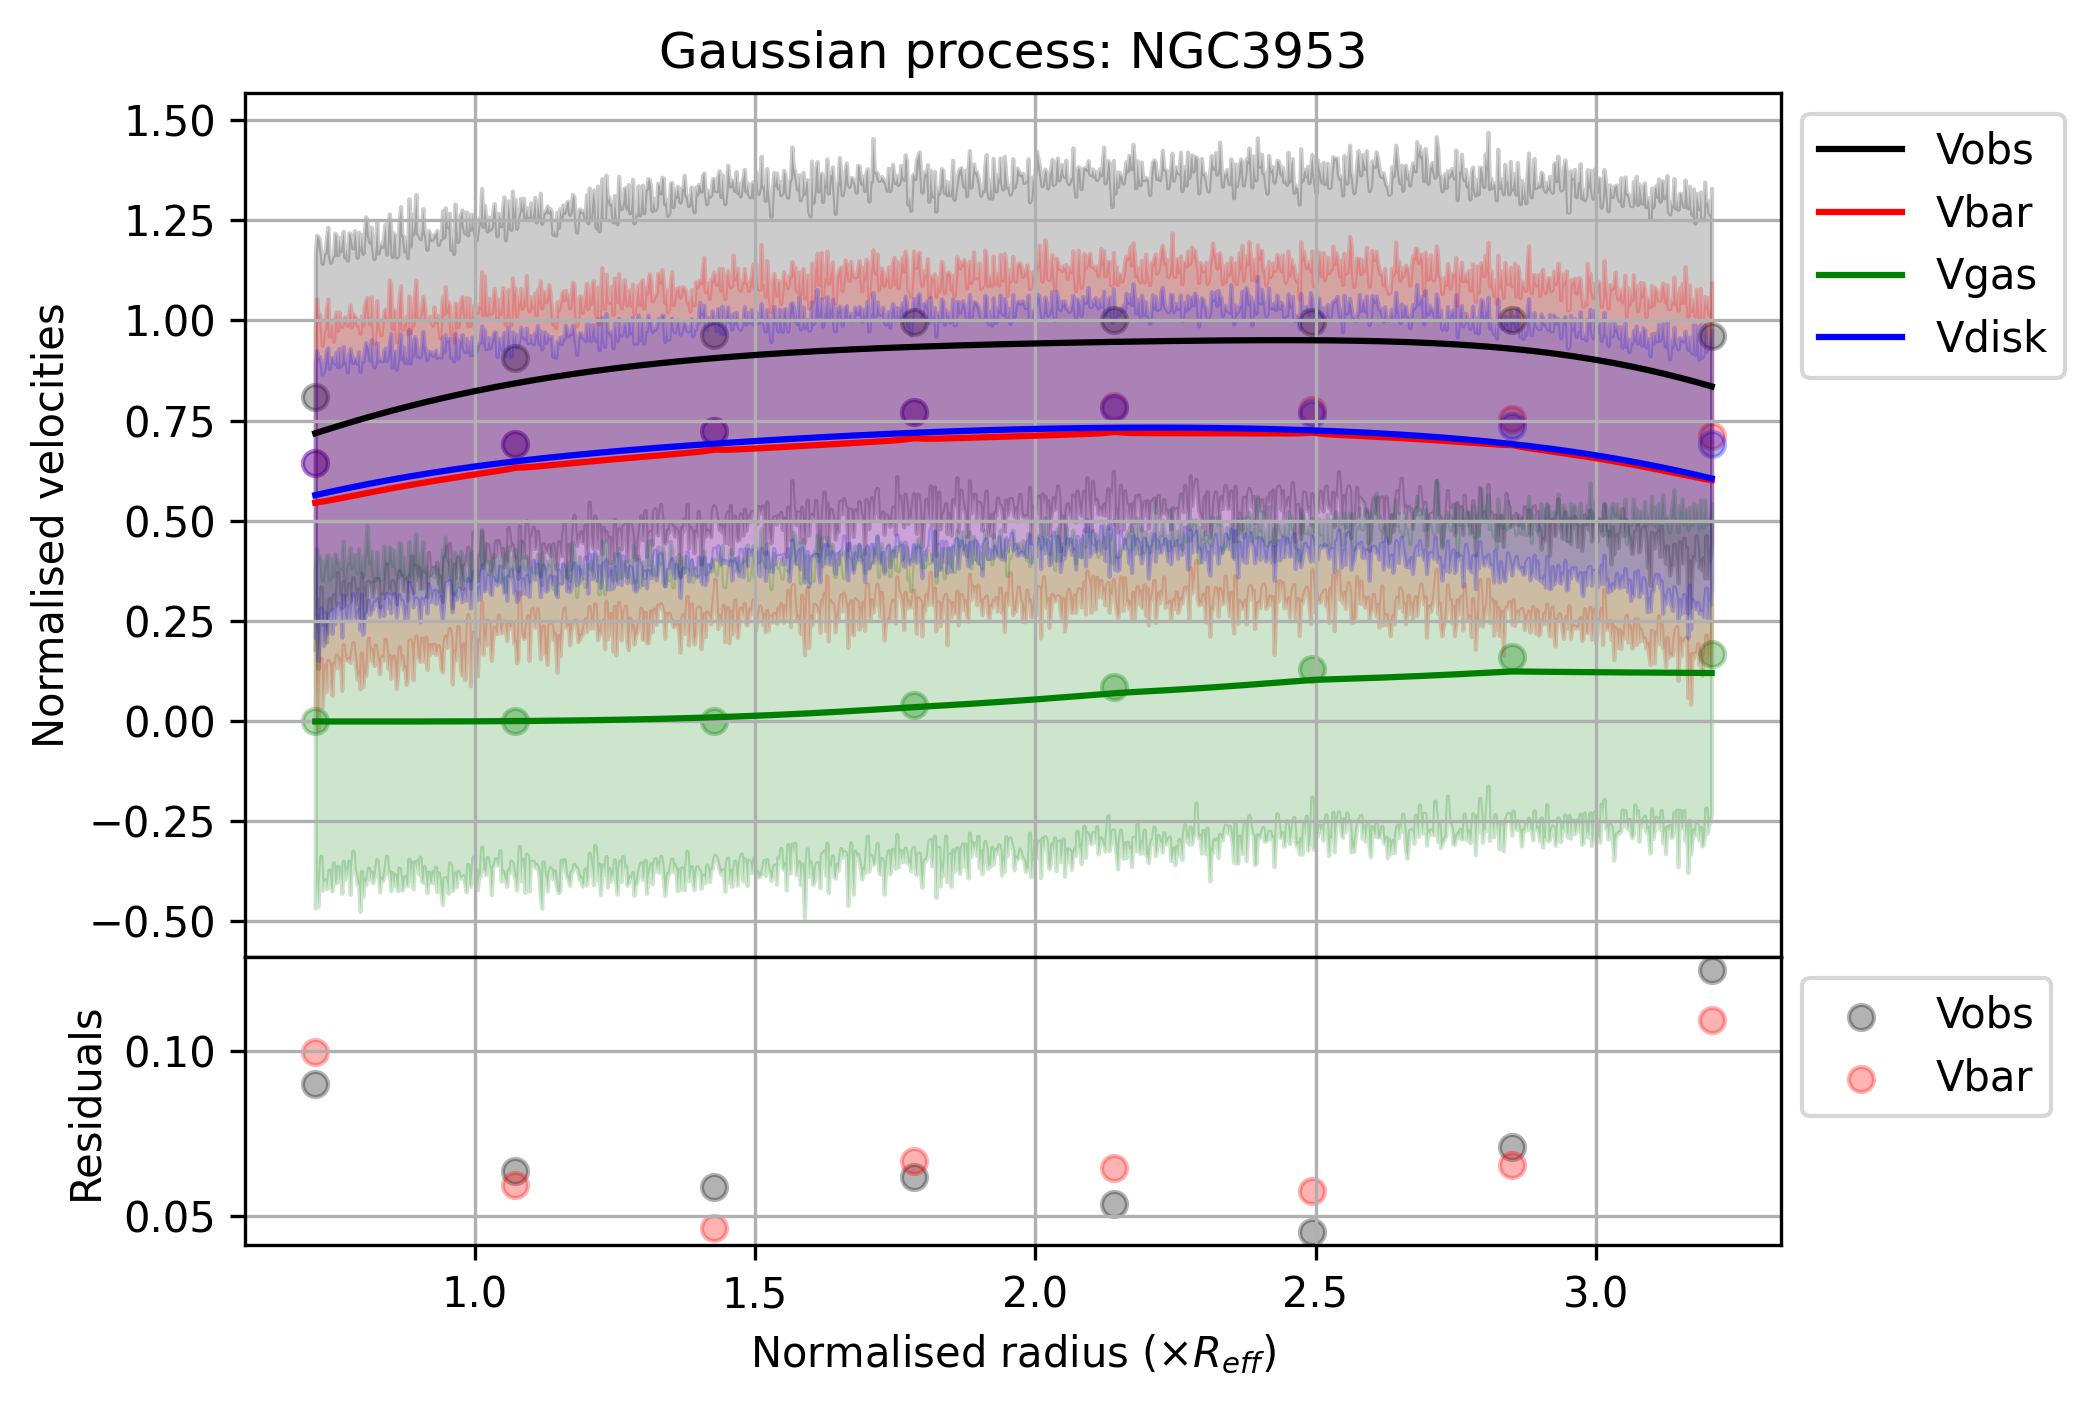 Gaussian process: NGC3953
1.50
1.25
1.00
0.75
0.50
0.25
0.00
−0.25
−0.50
Normalised velocities
Vobs
Vbar
Vgas
Vdisk
0.10
0.05
Residuals
Vobs
Vbar
1.0 1.5 2.0 2.5 3.0
Normalised radius (×R_eff)